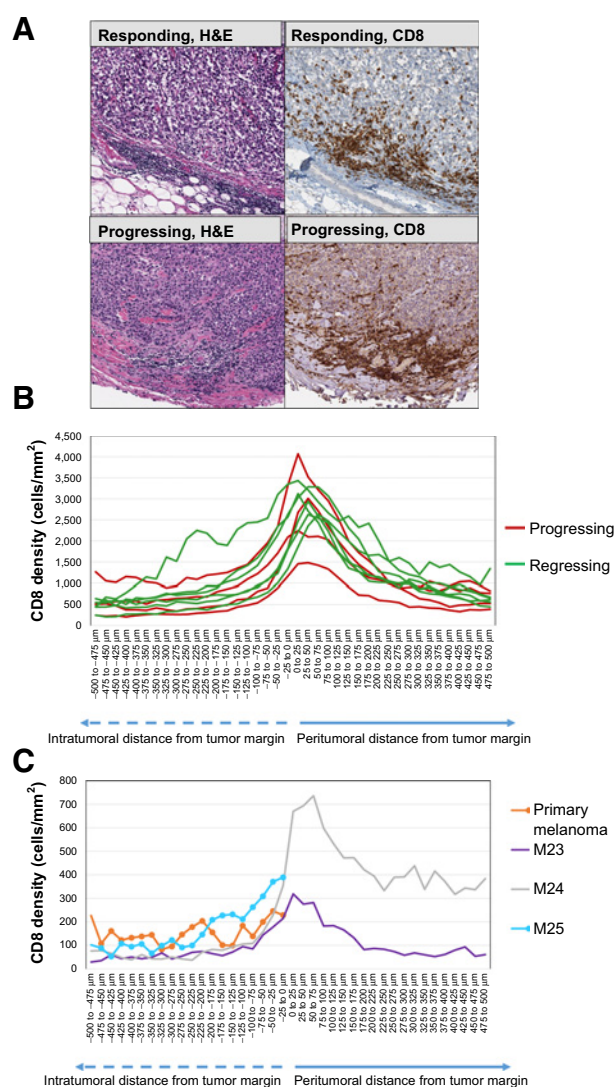 A
Responding, H&E
Responding, CD8
Progressing, H&E
Progressing, CD8
B
CD8 density (cells/mm²)
4,500
4,000
3,500
3,000
2,500
2,000
1,500
1,000
500
0
Progressing
Regressing
–500 to –475 µm
–475 to –450 µm
–450 to –425 µm
–425 to –400 µm
–400 to –375 µm
–375 to –350 µm
–350 to –325 µm
–325 to –300 µm
–300 to –275 µm
–275 to –250 µm
–250 to –225 µm
–225 to –200 µm
–200 to –175 µm
–175 to –150 µm
–150 to –125 µm
–125 to –100 µm
–100 to –75 µm
–75 to –50 µm
–50 to –25 µm
–25 to 0 µm
0 to 25 µm
25 to 50 µm
50 to 75 µm
75 to 100 µm
100 to 125 µm
125 to 150 µm
150 to 175 µm
175 to 200 µm
200 to 225 µm
225 to 250 µm
250 to 275 µm
275 to 300 µm
300 to 325 µm
325 to 350 µm
350 to 375 µm
375 to 400 µm
400 to 425 µm
425 to 450 µm
450 to 475 µm
475 to 500 µm
Intratumoral distance from tumor margin
Peritumoral distance from tumor margin
C
CD8 density (cells/mm²)
800
700
600
500
400
300
200
100
0
Primary
melanoma
M23
M24
M25
–500 to –475 µm
–475 to –450 µm
–450 to –425 µm
–425 to –400 µm
–400 to –375 µm
–375 to –350 µm
–350 to –325 µm
–325 to –300 µm
–300 to –275 µm
–275 to –250 µm
–250 to –225 µm
–225 to –200 µm
–200 to –175 µm
–175 to –150 µm
–150 to –125 µm
–125 to –100 µm
–100 to –75 µm
–75 to –50 µm
–50 to –25 µm
–25 to 0 µm
0 to 25 µm
25 to 50 µm
50 to 75 µm
75 to 100 µm
100 to 125 µm
125 to 150 µm
150 to 175 µm
175 to 200 µm
200 to 225 µm
225 to 250 µm
250 to 275 µm
275 to 300 µm
300 to 325 µm
325 to 350 µm
350 to 375 µm
375 to 400 µm
400 to 425 µm
425 to 450 µm
450 to 475 µm
475 to 500 µm
Intratumoral distance from tumor margin
Peritumoral distance from tumor margin